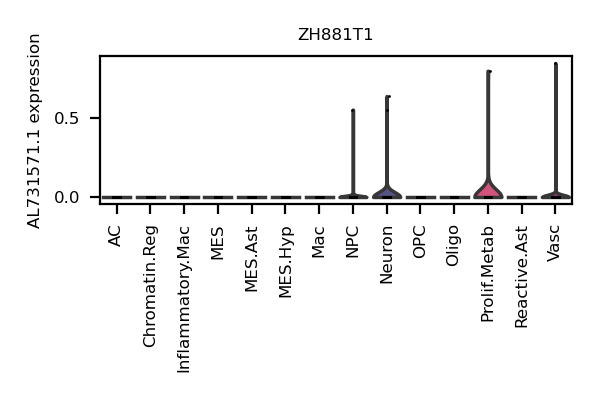 ZH881T1
AL731571.1 expression
0.5
0.0
AC
Chromatin.Reg
Inflammatory.Mac
MES
MES.Ast
MES.Hyp
Mac
NPC
Neuron
OPC
Oligo
Prolif.Metab
Reactive.Ast
Vasc